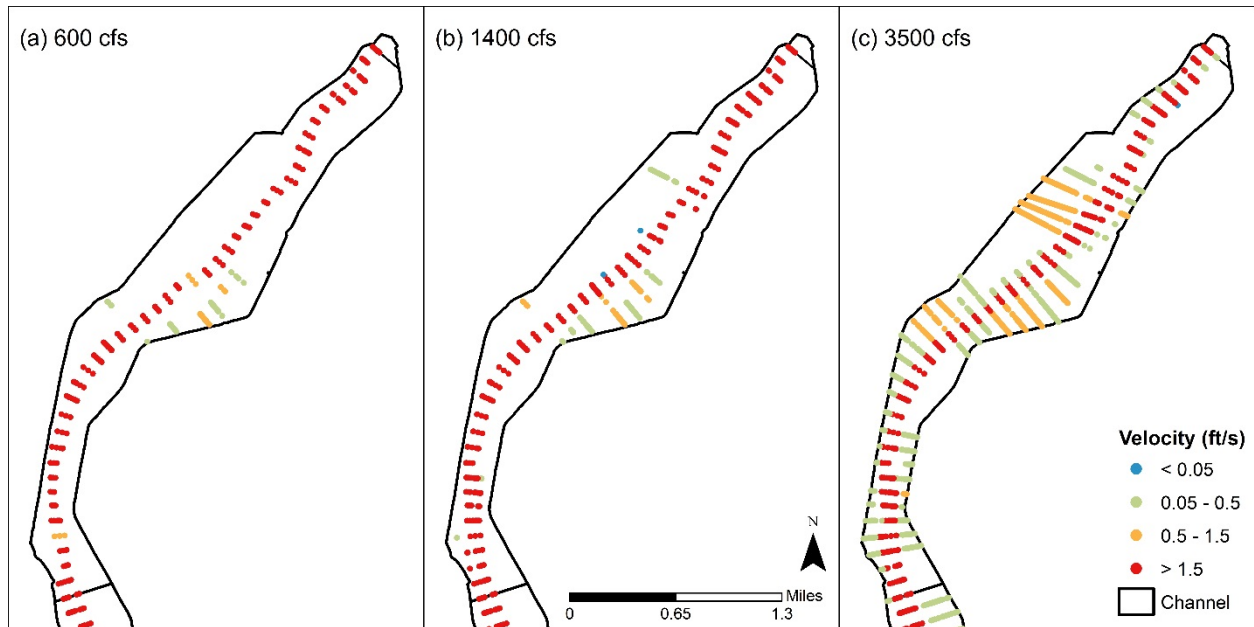 (a) 600 cfs
(b) 1400 cfs
(c) 3500 cfs
Velocity (ft/s)
< 0.05
0.05 - 0.5
0.5 - 1.5
> 1.5
Channel
N
Miles
0 0.65 1.3